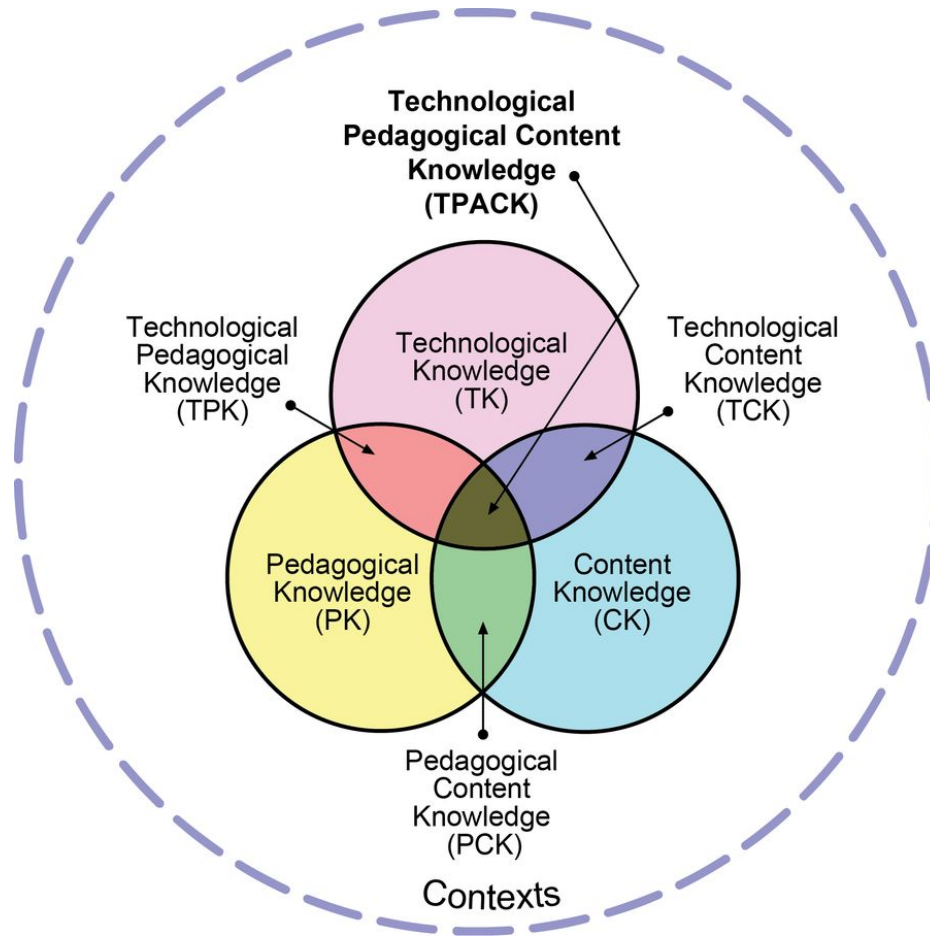 Technological
Pedagogical Content
Knowledge
(TPACK)
Technological
Pedagogical
Knowledge
(TPK)
Technological
Knowledge
(TK)
Technological
Content
Knowledge
(TCK)
Pedagogical
Knowledge
(PK)
Content
Knowledge
(CK)
Pedagogical
Content
Knowledge
(PCK)
Contexts